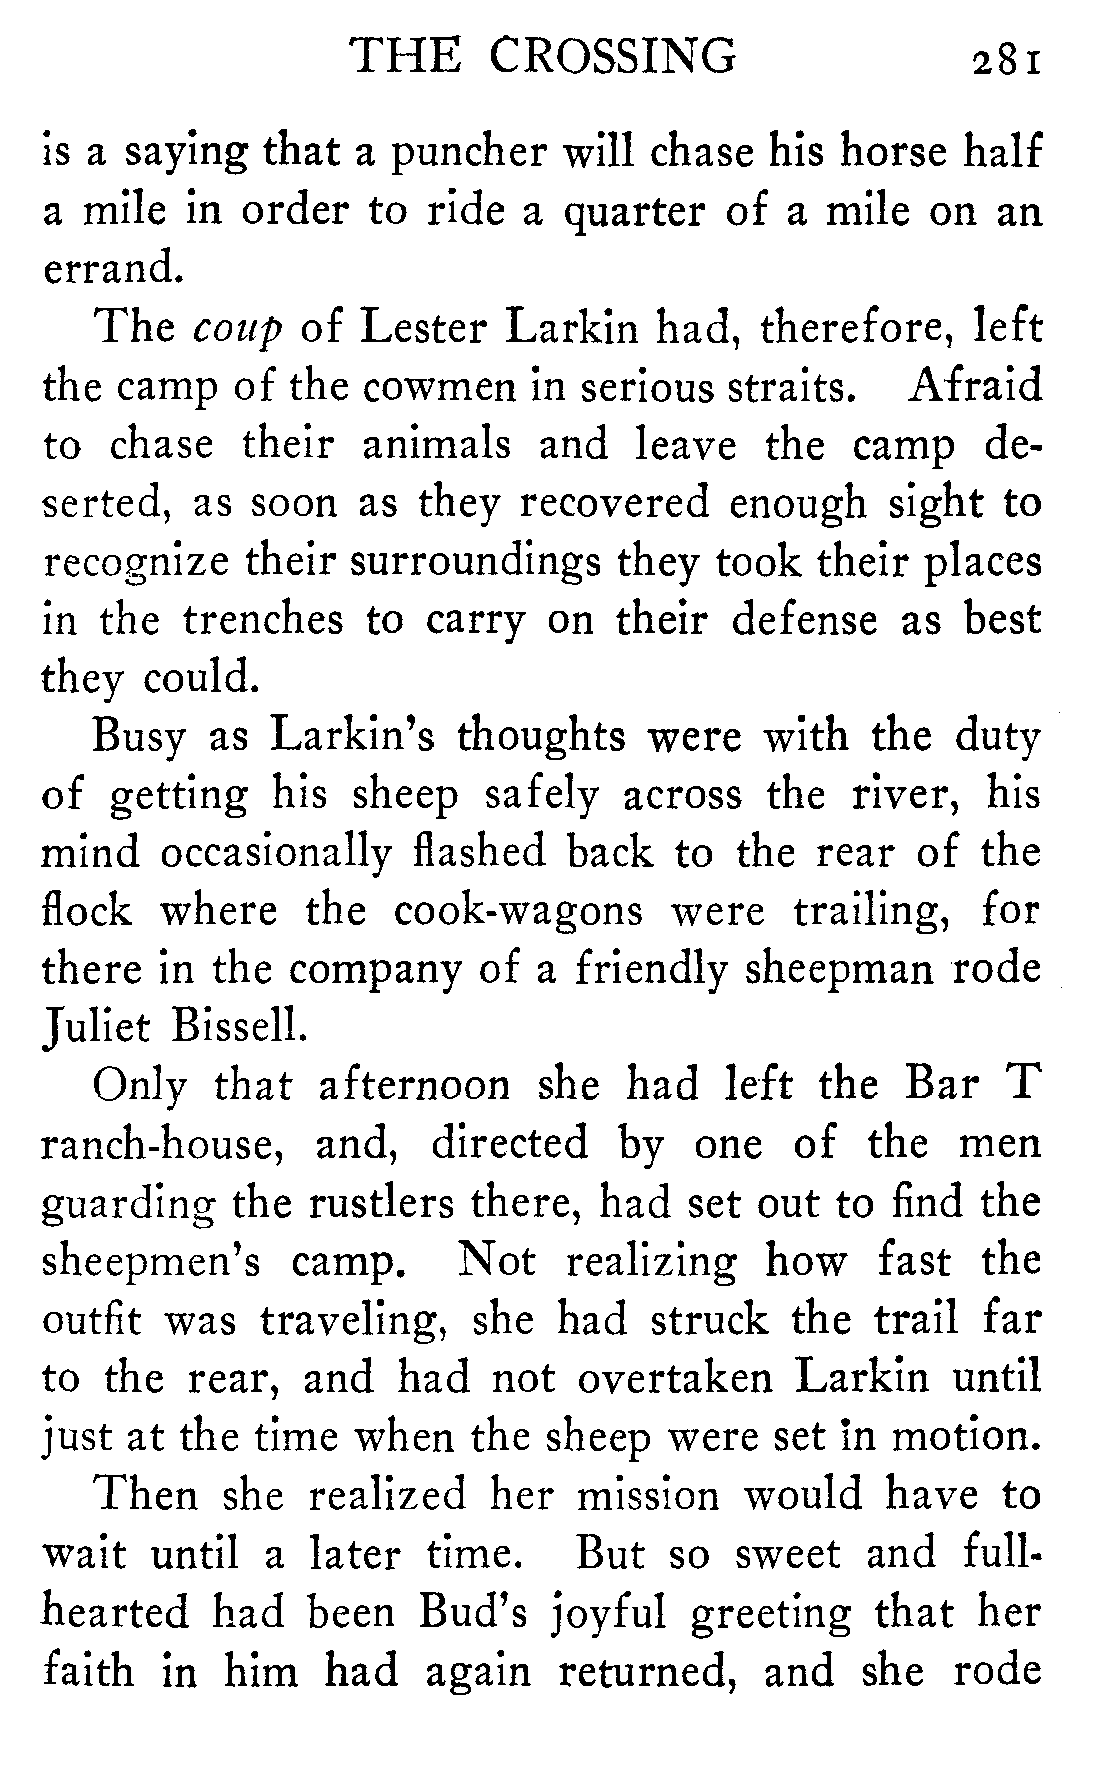 THE CROSSING 281
is a saying that a puncher will chase his horse half
a mile in order to ride a quarter of a mile on an
errand.
The coup of Lester Larkin had, therefore, left
the camp of the cowmen in serious straits. Afraid
to chase their animals and leave the camp de-
serted, as soon as they recovered enough sight to
recognize their surroundings they took their places
in the trenches to carry on their defense as best
they could.
Busy as Larkin's thoughts were with the duty
of getting his sheep safely across the river, his
mind occasionally flashed back to the rear of the
flock where the cook-wagons were trailing, for
there in the company of a friendly sheepman rode
Juliet Bissell.
Only that afternoon she had left the Bar T
ranch-house, and, directed by one of the men
guarding the rustlers there, had set out to find the
sheepmen's camp. Not realizing how fast the
outfit was traveling, she had struck the trail far
to the rear, and had not overtaken Larkin until
just at the time when the sheep were set in motion.
Then she realized her mission would have to
wait until a later time. But so sweet and full-
hearted had been Bud's joyful greeting that her
faith in him had again returned, and she rode